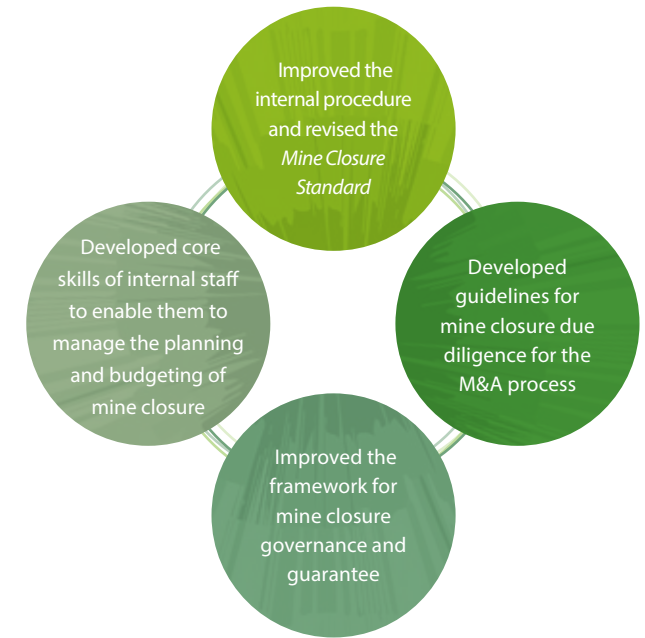 Improved the
internal procedure
and revised the
Mine Closure
Standard
Developed
guidelines for
mine closure due
diligence for the
M&A process
Improved the
framework for
mine closure
governance and
guarantee
Developed core
skills of internal staff
to enable them to
manage the planning
and budgeting of
mine closure